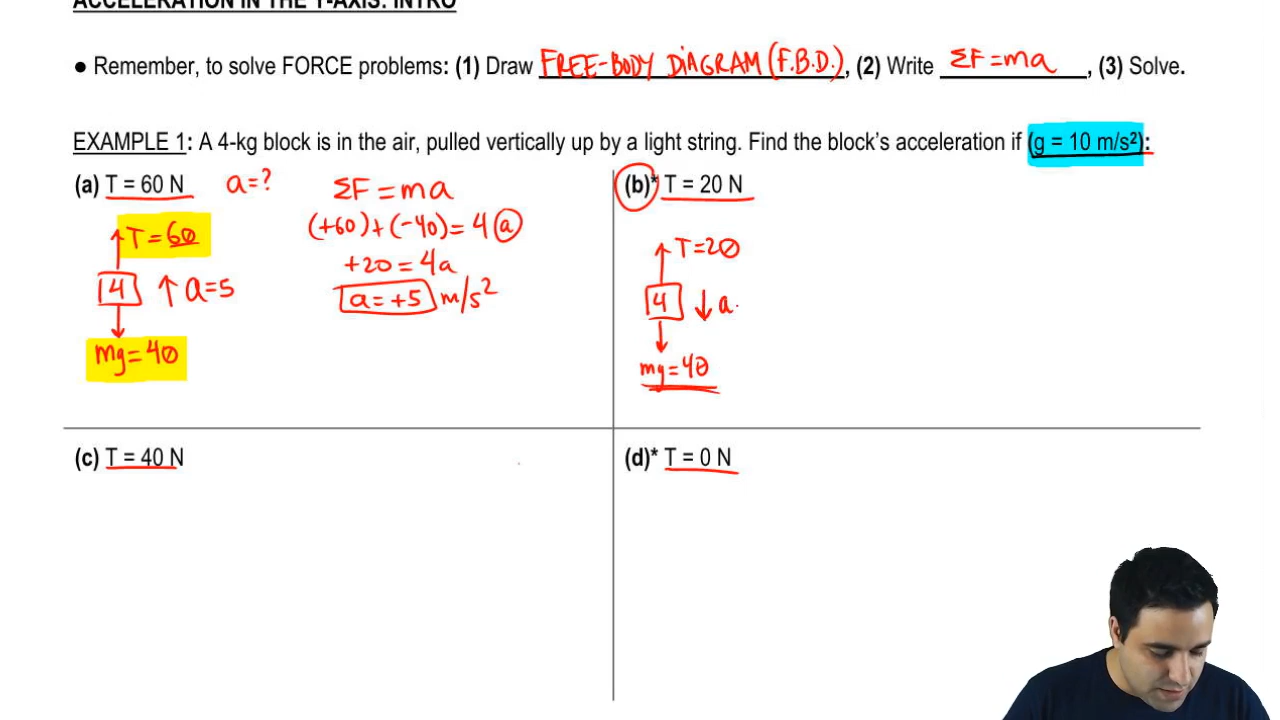 ACCELERATION IN THE Y-AXIS: INTRO
● Remember, to solve FORCE problems: (1) Draw FREE-BODY DIAGRAM (F.B.D.), (2) Write ΣF=ma, (3) Solve.
EXAMPLE 1: A 4-kg block is in the air, pulled vertically up by a light string. Find the block's acceleration if (g = 10 m/s²):
(a) T = 60 N a=?
ΣF=ma
(+60)+(-40)=4a
+20=4a
a=+5 m/s²
T=60
4 ↑a=5
mg=40
(b)* T = 20 N
T=20
4 ↓a
mg=40
(c) T = 40 N
(d)* T = 0 N